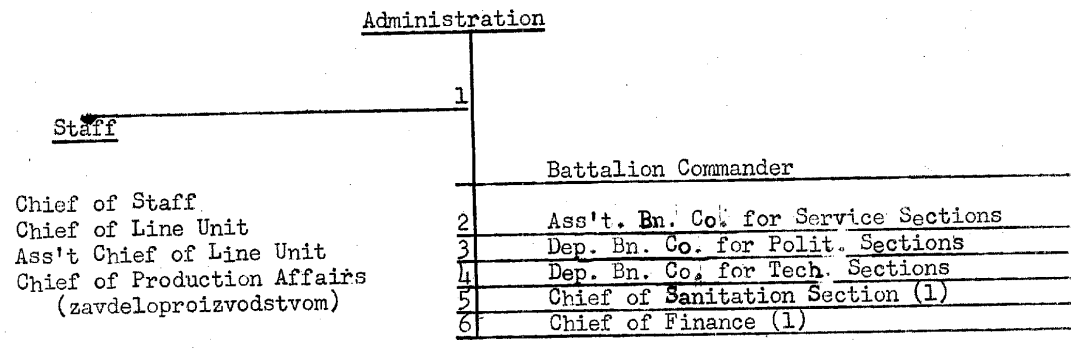 Administration
1
Staff
Battalion Commander
Chief of Staff
Chief of Line Unit
Ass't Chief of Line Unit
Chief of Production Affairs
(zavdeloproizvodstvom)
2 Ass't. Bn. Co. for Service Sections
3 Dep. Bn. Co. for Polit. Sections
4 Dep. Bn. Co. for Tech. Sections
5 Chief of Sanitation Section (1)
6 Chief of Finance (1)